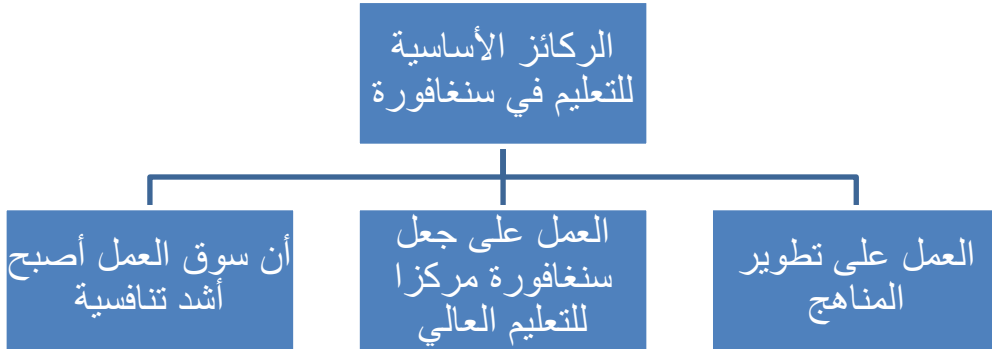 الركائز الأساسية
للتعليم في سنغافورة
العمل على تطوير
المناهج
العمل على جعل
سنغافورة مركزا
للتعليم العالي
أن سوق العمل أصبح
أشد تنافسية